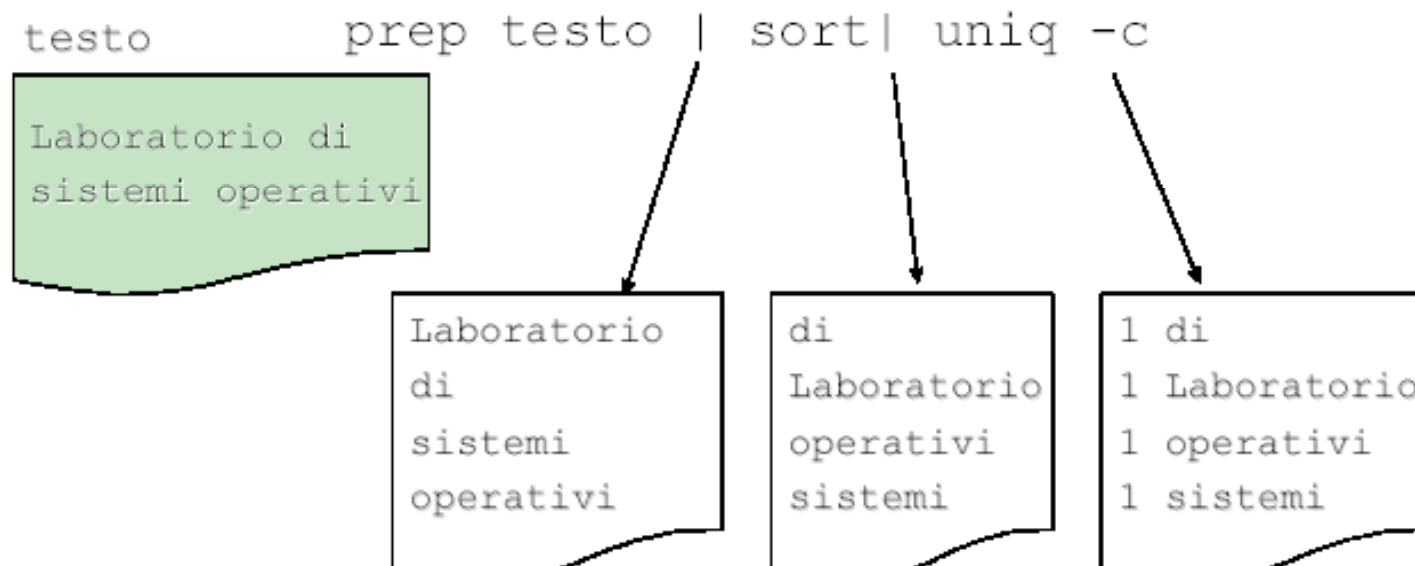 testo
prep testo | sort| uniq -c
Laboratorio di
sistemi operativi
Laboratorio
di
sistemi
operativi
di
Laboratorio
operativi
sistemi
1 di
1 Laboratorio
1 operativi
1 sistemi